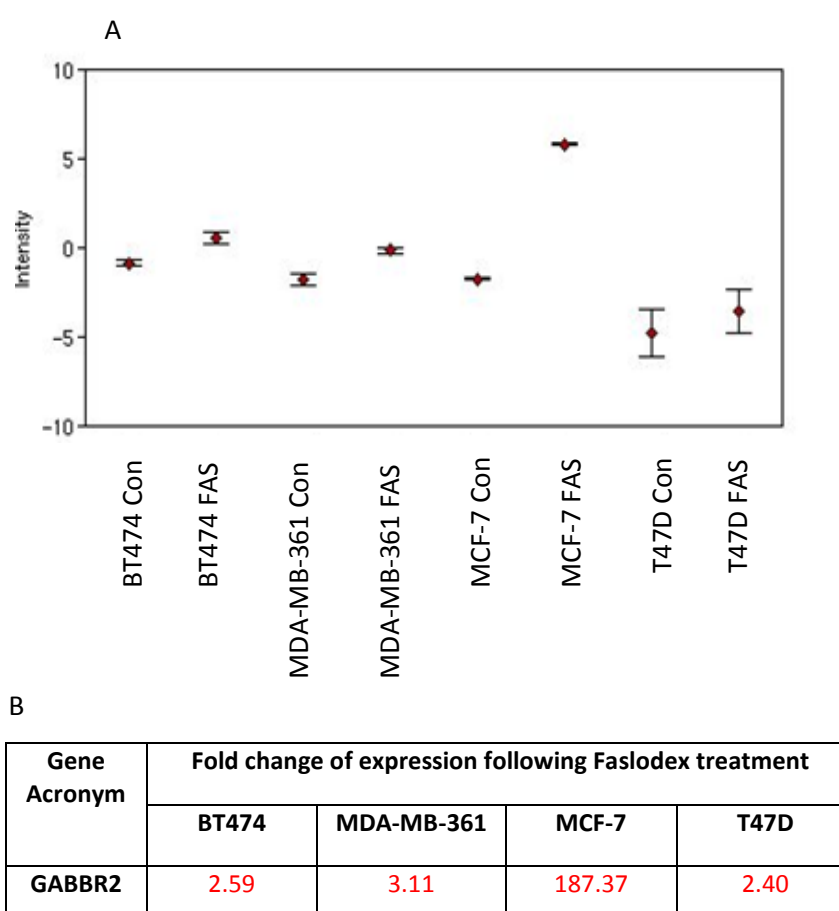 A
10
5
0
−5
−10
Intensity
BT474 Con
BT474 FAS
MDA-MB-361 Con
MDA-MB-361 FAS
MCF-7 Con
MCF-7 FAS
T47D Con
T47D FAS
B
Gene Acronym
Fold change of expression following Faslodex treatment
BT474 MDA-MB-361 MCF-7 T47D
GABBR2 2.59 3.11 187.37 2.40